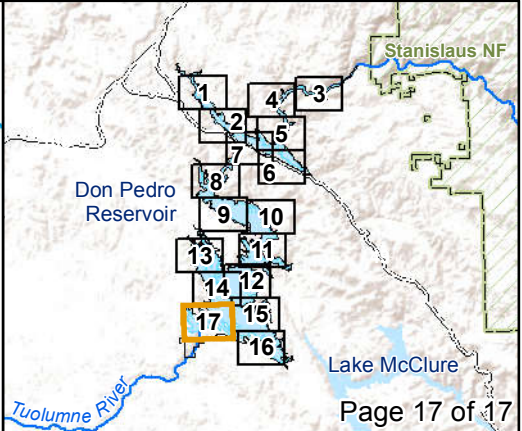 Stanislaus NF
1
4
3
2
5
7
6
8
Don Pedro
Reservoir
9
10
13
11
14
12
17
15
16
Lake McClure
Tuolumne River
Page 17 of 17